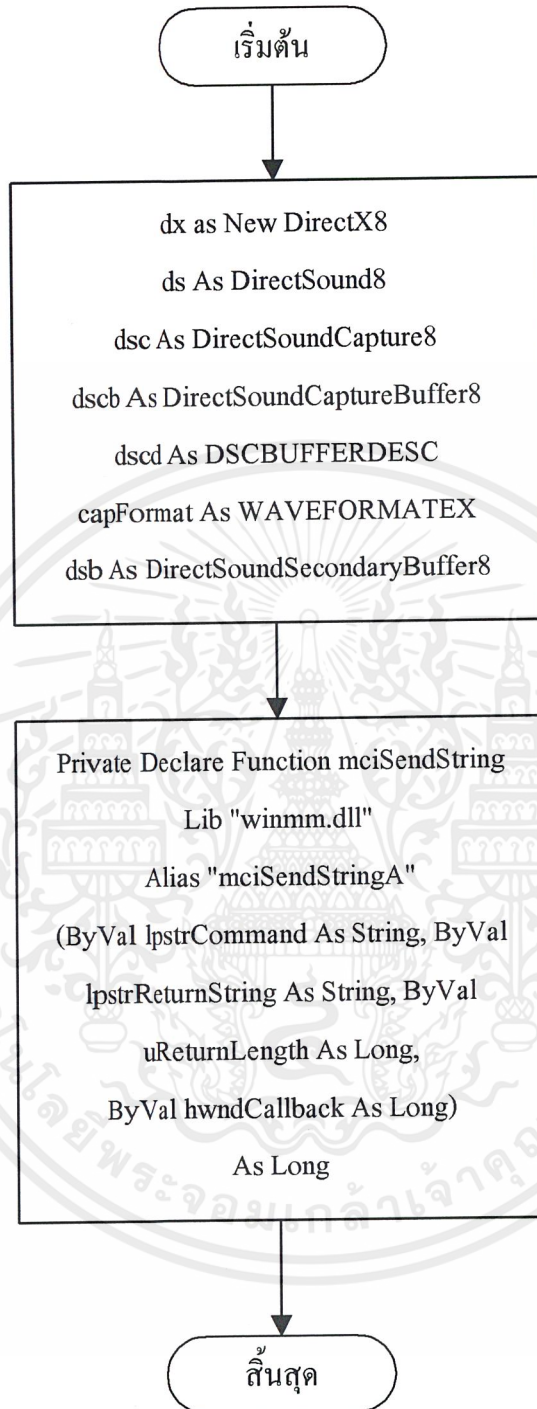 เริ่มต้น
dx as New DirectX8
ds As DirectSound8
dsc As DirectSoundCapture8
dscb As DirectSoundCaptureBuffer8
dscd As DSCBUFFERDESC
capFormat As WAVEFORMATEX
dsb As DirectSoundSecondaryBuffer8
Private Declare Function mciSendString
Lib "winmm.dll"
Alias "mciSendStringA"
(ByVal lpstrCommand As String, ByVal
lpstrReturnString As String, ByVal
uReturnLength As Long,
ByVal hwndCallback As Long)
As Long
สิ้นสุด